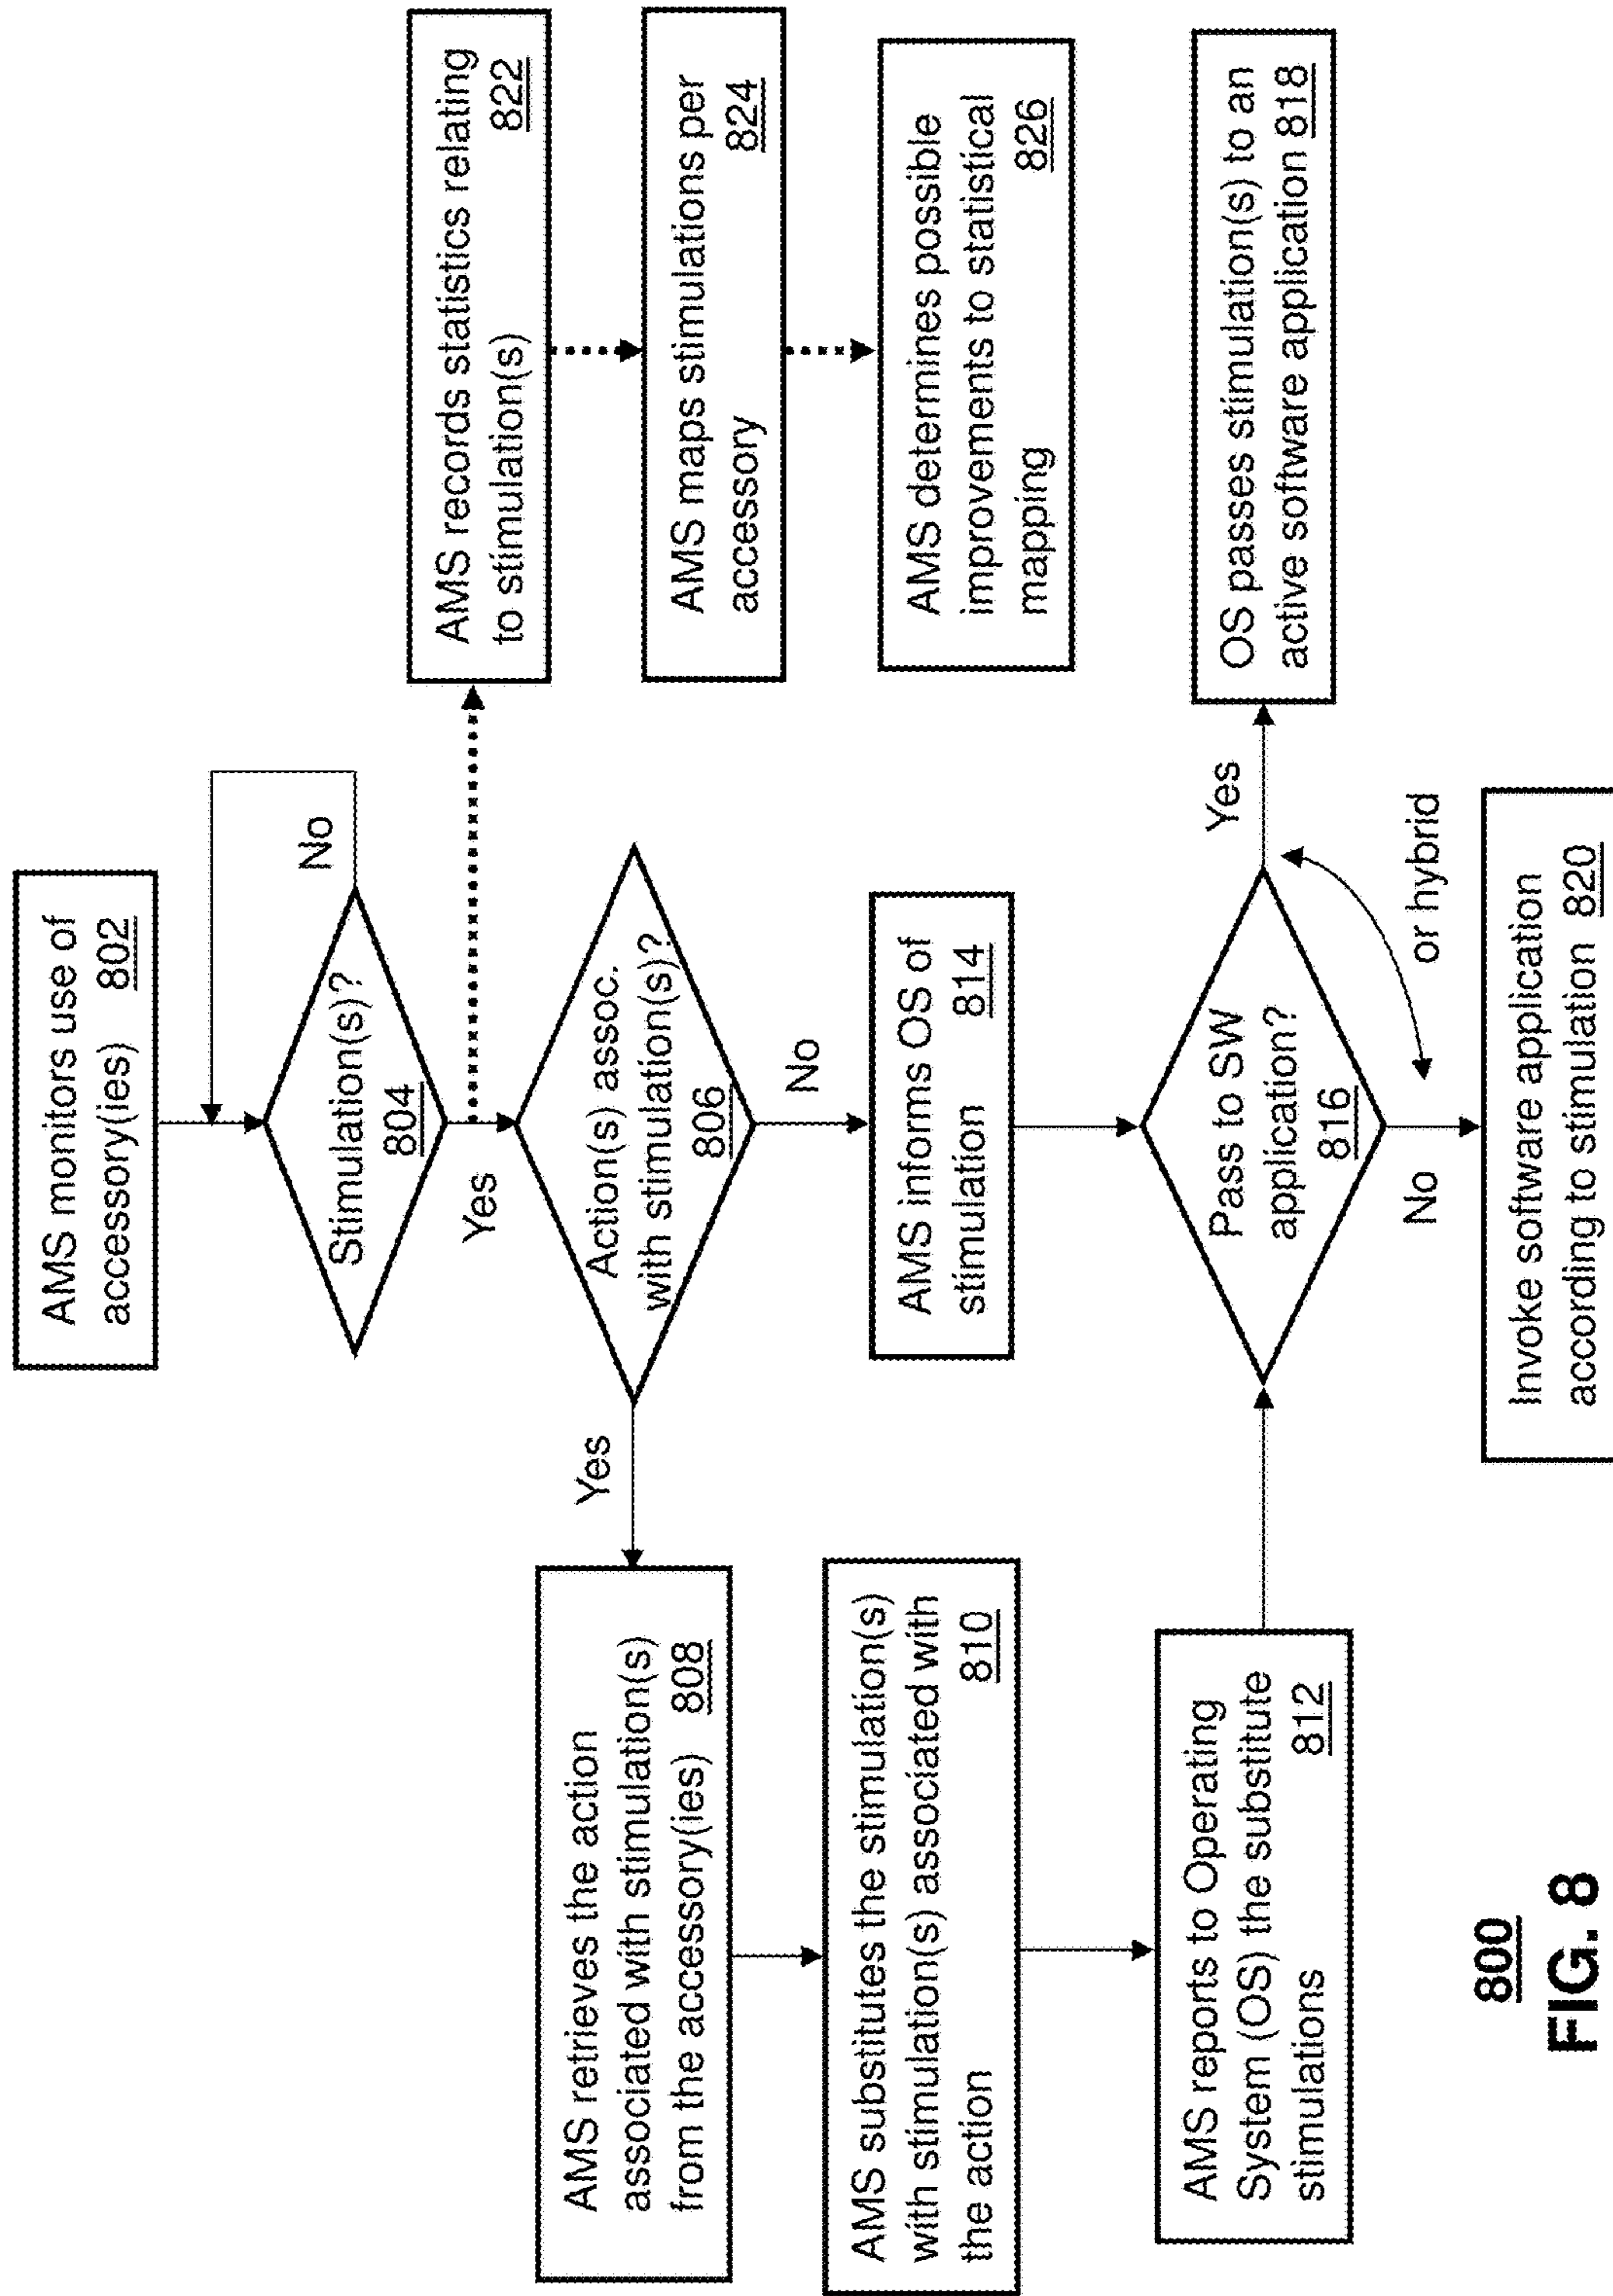 AMS monitors use of
accessory(ies) 802
Stimulation(s)?
804
No
Yes
AMS records statistics relating
to stimulation(s) 822
AMS maps stimulations per
accessory 824
AMS determines possible
improvements to statistical
mapping 826
Action(s) assoc.
with stimulation(s)?
806
Yes
No
AMS retrieves the action
associated with stimulation(s)
from the accessory(ies) 808
AMS substitutes the stimulation(s)
with stimulation(s) associated with
the action 810
AMS reports to Operating
System (OS) the substitute
stimulations 812
AMS informs OS of
stimulation 814
Pass to SW
application?
816
Yes
No
or hybrid
OS passes stimulation(s) to an
active software application 818
Invoke software application
according to stimulation 820
800
FIG. 8